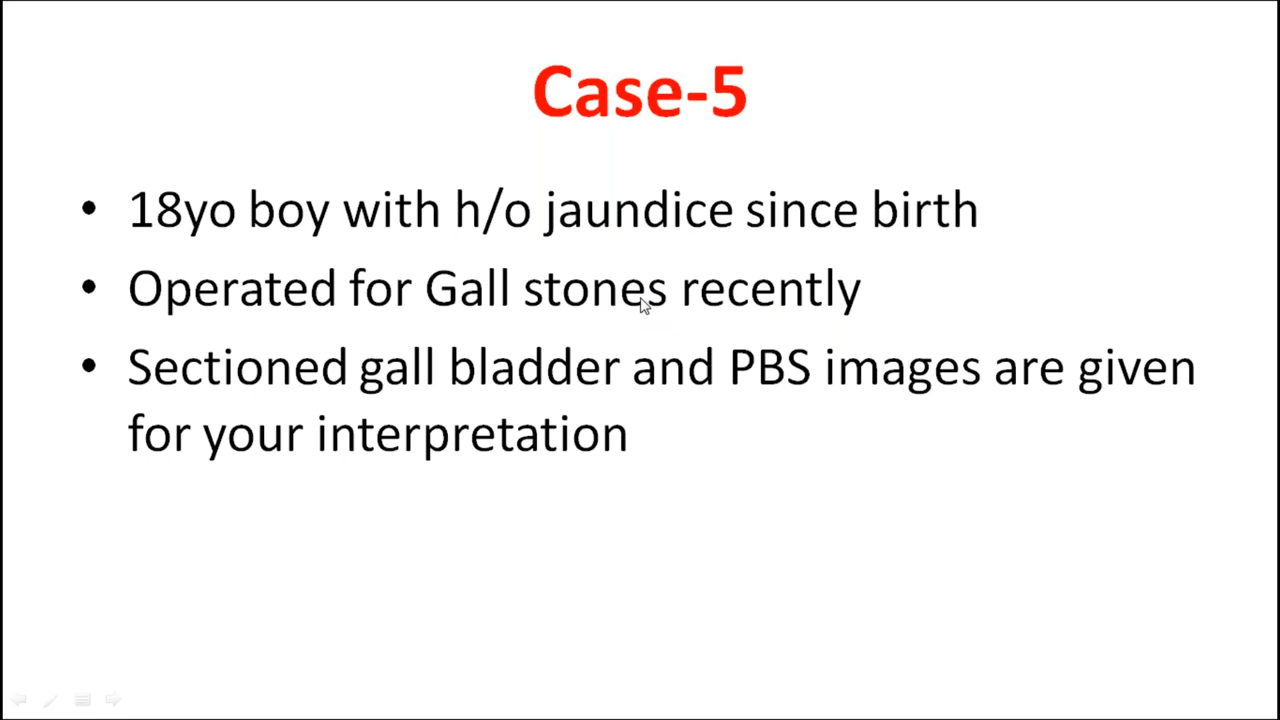 Case-5
• 18yo boy with h/o jaundice since birth
• Operated for Gall stones recently
• Sectioned gall bladder and PBS images are given
for your interpretation